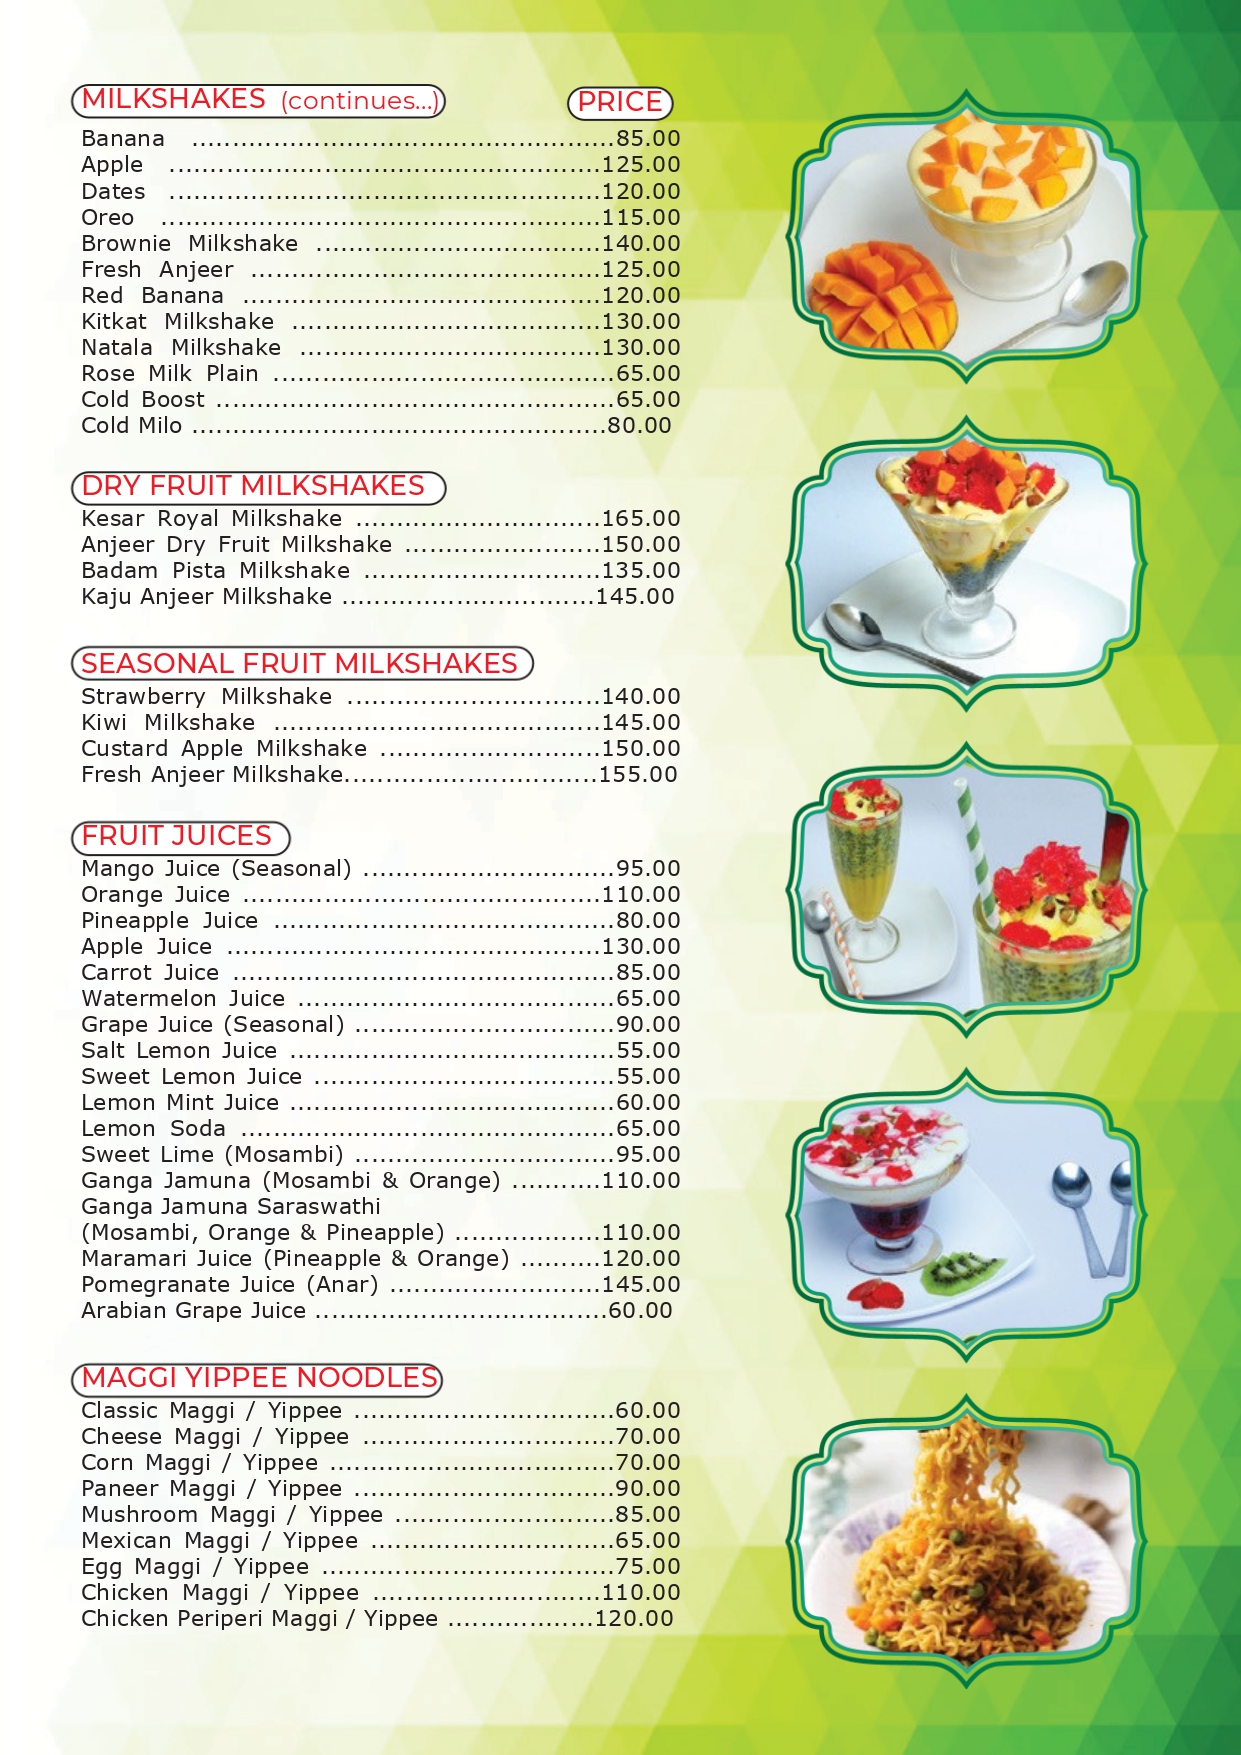 MILKSHAKES (continues...) PRICE
Banana ....................................................85.00
Apple .....................................................125.00
Dates .....................................................120.00
Oreo ......................................................115.00
Brownie Milkshake ...................................140.00
Fresh Anjeer ...........................................125.00
Red Banana ............................................120.00
Kitkat Milkshake ......................................130.00
Natala Milkshake .....................................130.00
Rose Milk Plain ..........................................65.00
Cold Boost .................................................65.00
Cold Milo ...................................................80.00
DRY FRUIT MILKSHAKES
Kesar Royal Milkshake ..............................165.00
Anjeer Dry Fruit Milkshake ........................150.00
Badam Pista Milkshake .............................135.00
Kaju Anjeer Milkshake ...............................145.00
SEASONAL FRUIT MILKSHAKES
Strawberry Milkshake ...............................140.00
Kiwi Milkshake ........................................145.00
Custard Apple Milkshake ...........................150.00
Fresh Anjeer Milkshake...............................155.00
FRUIT JUICES
Mango Juice (Seasonal) ...............................95.00
Orange Juice ............................................110.00
Pineapple Juice ..........................................80.00
Apple Juice ..............................................130.00
Carrot Juice ...............................................85.00
Watermelon Juice .......................................65.00
Grape Juice (Seasonal) ................................90.00
Salt Lemon Juice ........................................55.00
Sweet Lemon Juice .....................................55.00
Lemon Mint Juice ........................................60.00
Lemon Soda ..............................................65.00
Sweet Lime (Mosambi) ................................95.00
Ganga Jamuna (Mosambi & Orange) ...........110.00
Ganga Jamuna Saraswathi
(Mosambi, Orange & Pineapple) ..................110.00
Maramari Juice (Pineapple & Orange) ..........120.00
Pomegranate Juice (Anar) ..........................145.00
Arabian Grape Juice ....................................60.00
MAGGI YIPPEE NOODLES
Classic Maggi / Yippee ................................60.00
Cheese Maggi / Yippee ...............................70.00
Corn Maggi / Yippee ...................................70.00
Paneer Maggi / Yippee ................................90.00
Mushroom Maggi / Yippee ...........................85.00
Mexican Maggi / Yippee ..............................65.00
Egg Maggi / Yippee ....................................75.00
Chicken Maggi / Yippee ............................110.00
Chicken Periperi Maggi / Yippee ..................120.00